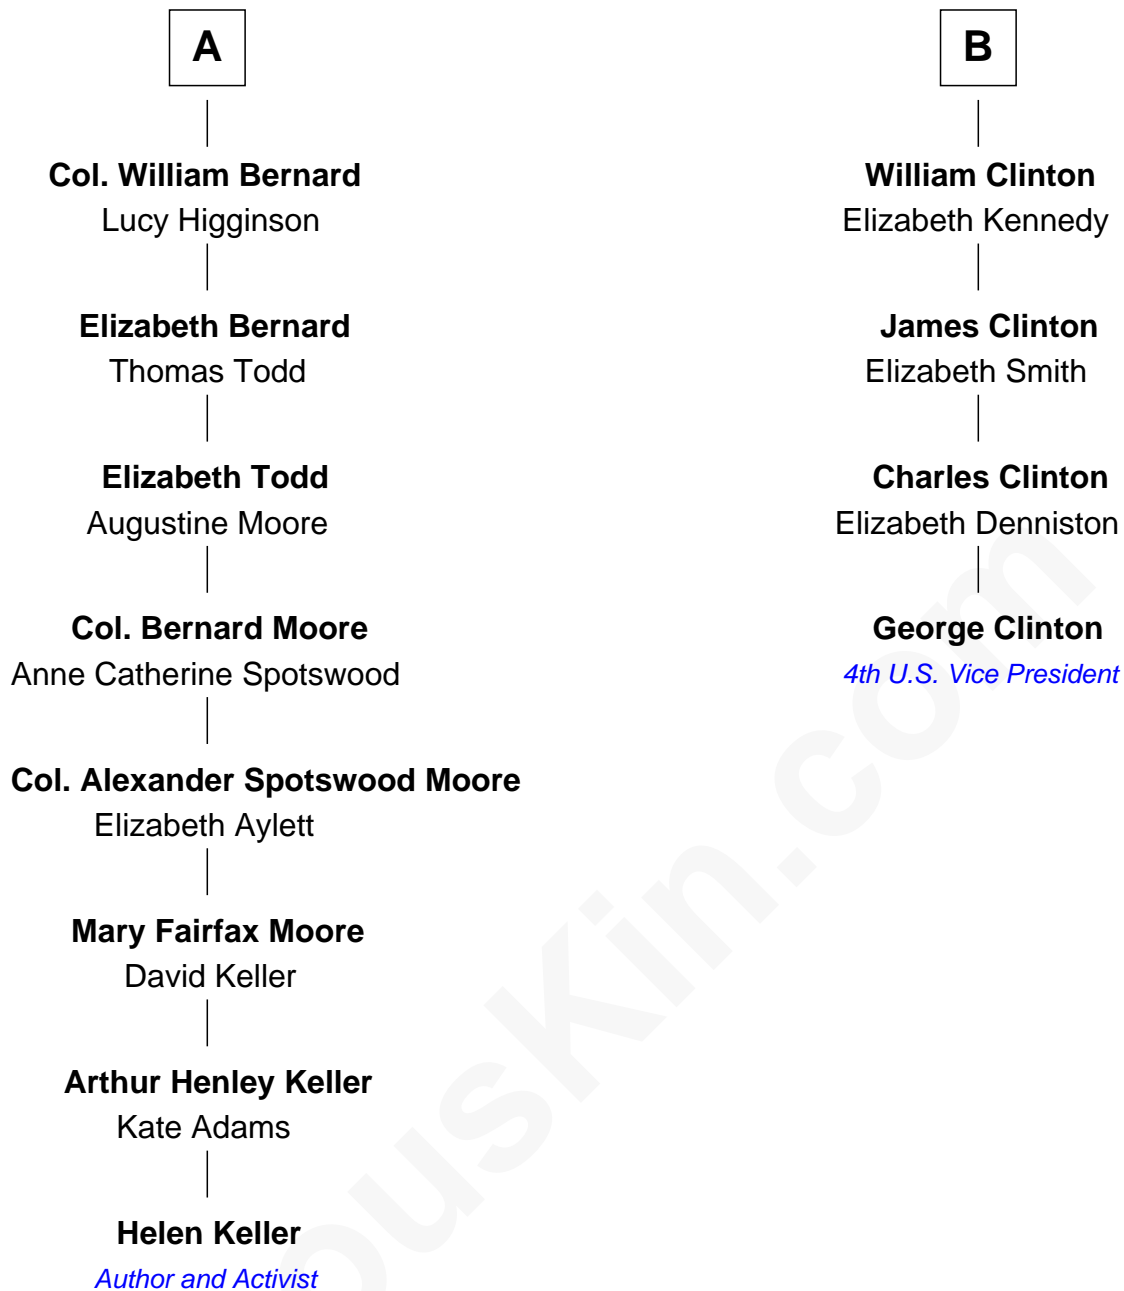 A
Col. William Bernard
Lucy Higginson
Elizabeth Bernard
Thomas Todd
Elizabeth Todd
Augustine Moore
Col. Bernard Moore
Anne Catherine Spotswood
Col. Alexander Spotswood Moore
Elizabeth Aylett
Mary Fairfax Moore
David Keller
Arthur Henley Keller
Kate Adams
Helen Keller
Author and Activist
B
William Clinton
Elizabeth Kennedy
James Clinton
Elizabeth Smith
Charles Clinton
Elizabeth Denniston
George Clinton
4th U.S. Vice President
ousKin.com